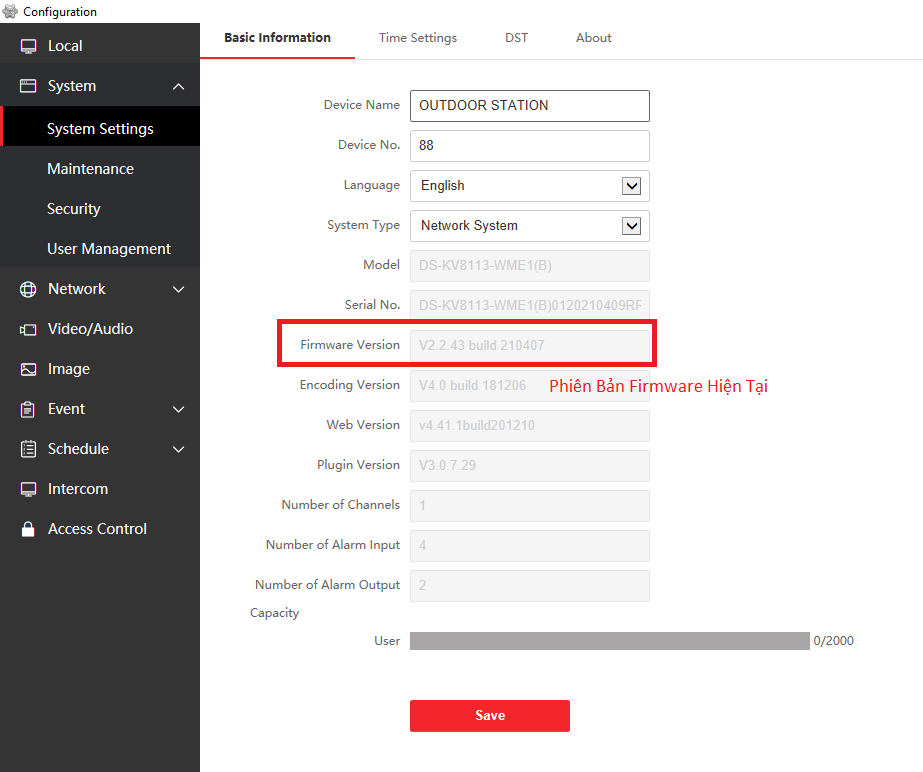 Configuration
Local
System
System Settings
Maintenance
Security
User Management
Network
Video/Audio
Image
Event
Schedule
Intercom
Access Control
Basic Information Time Settings DST About
Device Name OUTDOOR STATION
Device No. 88
Language English
System Type Network System
Model DS-KV8113-WME1(B)
Serial No. DS-KV8113-WME1(B)0120210409RF
Firmware Version V2.2.43 build 210407
Encoding Version V4.0 build 181206 Phiên Bản Firmware Hiện Tại
Web Version v4.41.1build201210
Plugin Version V3.0.7.29
Number of Channels 1
Number of Alarm Input 4
Number of Alarm Output 2
Capacity
User 0/2000
Save